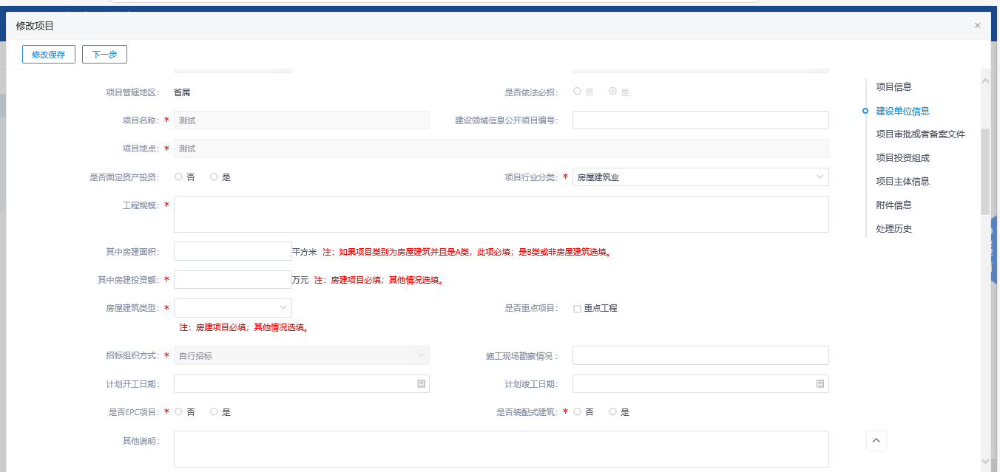 修改项目
修改保存 下一步
项目管辖地区： 省属 是否依法必招： 否 是
项目名称： * 测试 建设领域信息公开项目编号：
项目地点： * 测试
是否固定资产投资： 否 是 项目行业分类： * 房屋建筑业
工程规模： *
其中房建面积： 平方米 注：如果项目类别为房屋建筑并且是A类，此项必填；是B类或非房屋建筑选填。
其中房建投资额： * 万元 注：房建项目必填；其他情况选填。
房屋建筑类型： * 是否重点项目： 重点工程
注：房建项目必填；其他情况选填。
招标组织方式： * 自行招标 施工现场勘察情况：
计划开工日期： 计划竣工日期：
是否EPC项目： * 否 是 是否装配式建筑： * 否 是
其他说明：
项目信息
建设单位信息
项目审批或者备案文件
项目投资组成
项目主体信息
附件信息
处理历史